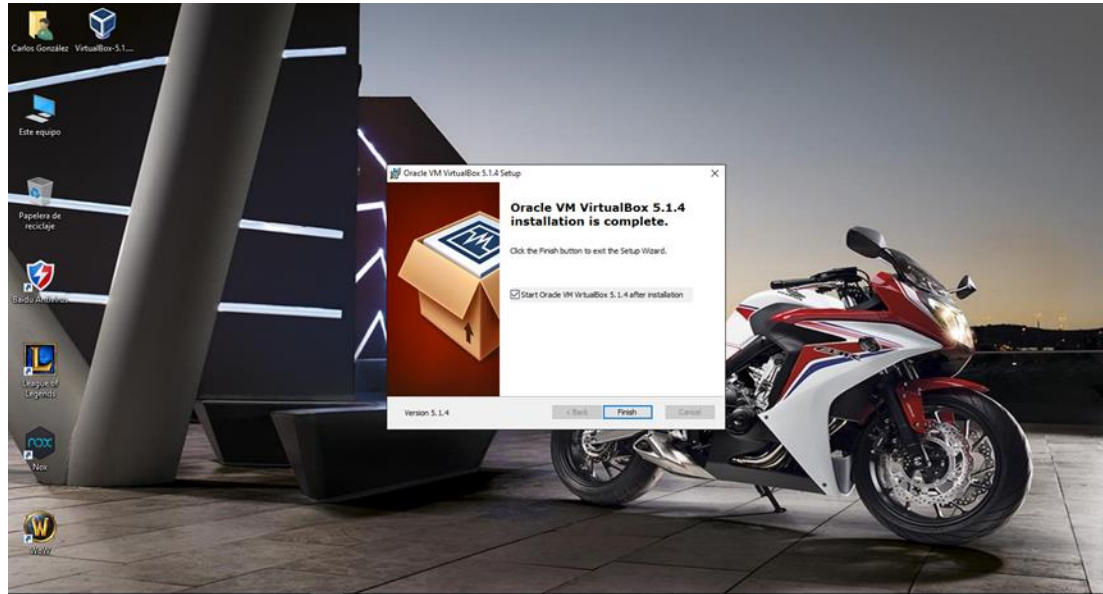 Carlos González
VirtualBox-5.1....
Este equipo
Papelera de
reciclaje
Baidu Antivirus
League of
Legends
nox
Nox
WoW
Oracle VM VirtualBox 5.1.4 Setup
Oracle VM VirtualBox 5.1.4
installation is complete.
Click the Finish button to exit the Setup Wizard.
Start Oracle VM VirtualBox 5.1.4 after installation
Version 5.1.4
< Back
Finish
Cancel